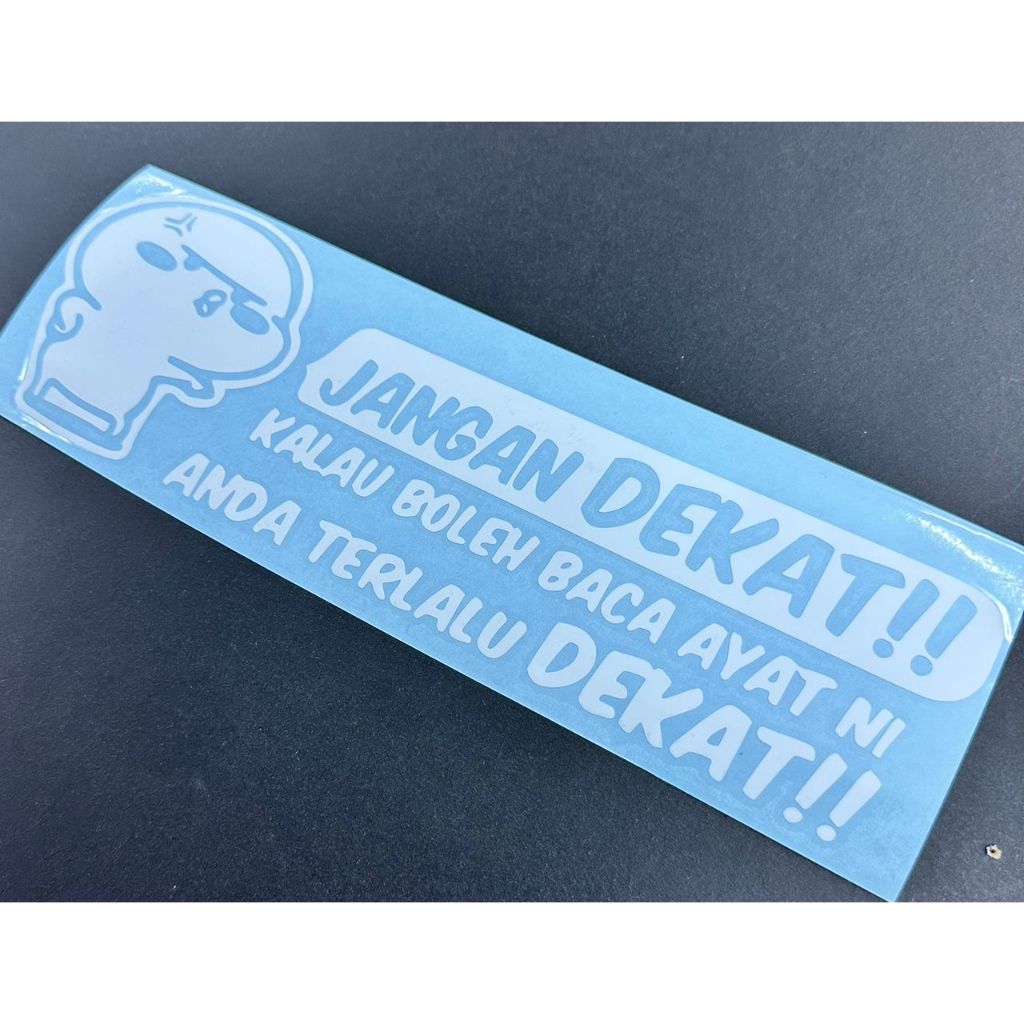 JANGAN DEKAT!!
KALAU BOLEH BACA AYAT NI
ANDA TERLALU DEKAT!!